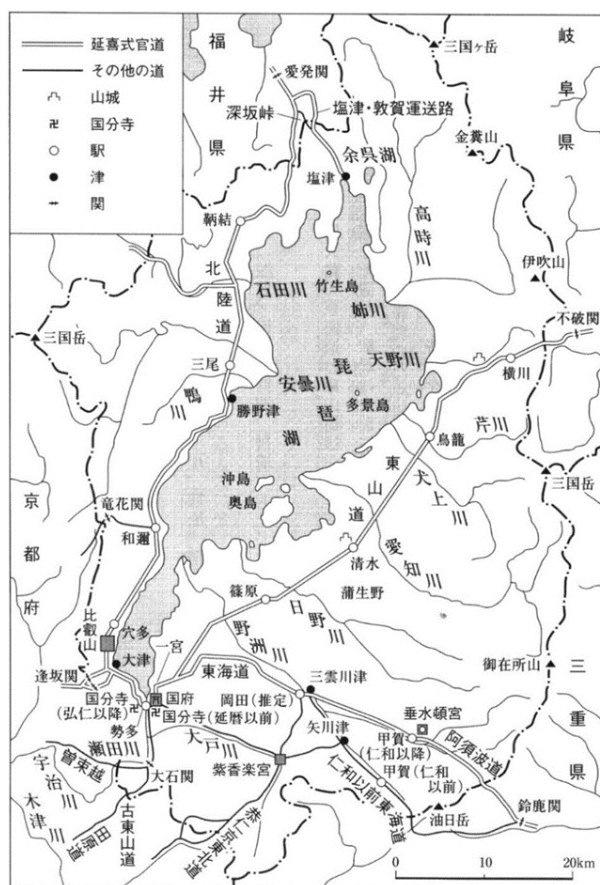 延喜式官道
その他の道
山城
国分寺
駅
津
関
福井県
岐阜県
三国ヶ岳
愛発関
深坂峠
塩津・敦賀運送路
金糞山
余呉湖
塩津
鞆結
高時川
伊吹山
北陸道
石田川
竹生島
姉川
不破関
三国岳
三尾
安曇川
琵琶湖
天野川
横川
鴨川
勝野津
多景島
鳥籠
芹川
沖島
奥島
東山道
犬上川
三国岳
京都府
竜花関
和邇
清水
愛知川
蒲生野
篠原
日野川
比叡山
穴多
一宮
野洲川
御在所山
三重県
逢坂関
大津
東海道
三雲川津
国分寺
(弘仁以降)
国府
国分寺(延暦以前)
岡田(推定)
垂水頓宮
勢多
矢川津
甲賀
(仁和以降)
阿須波道
瀬田川
大戸川
曽束越
大石関
紫香楽宮
甲賀(仁和以前)
仁和以前東海道
宇治川
木津川
田原道
古東山道
恭仁京東北道
油日岳
鈴鹿関
0
10
20km